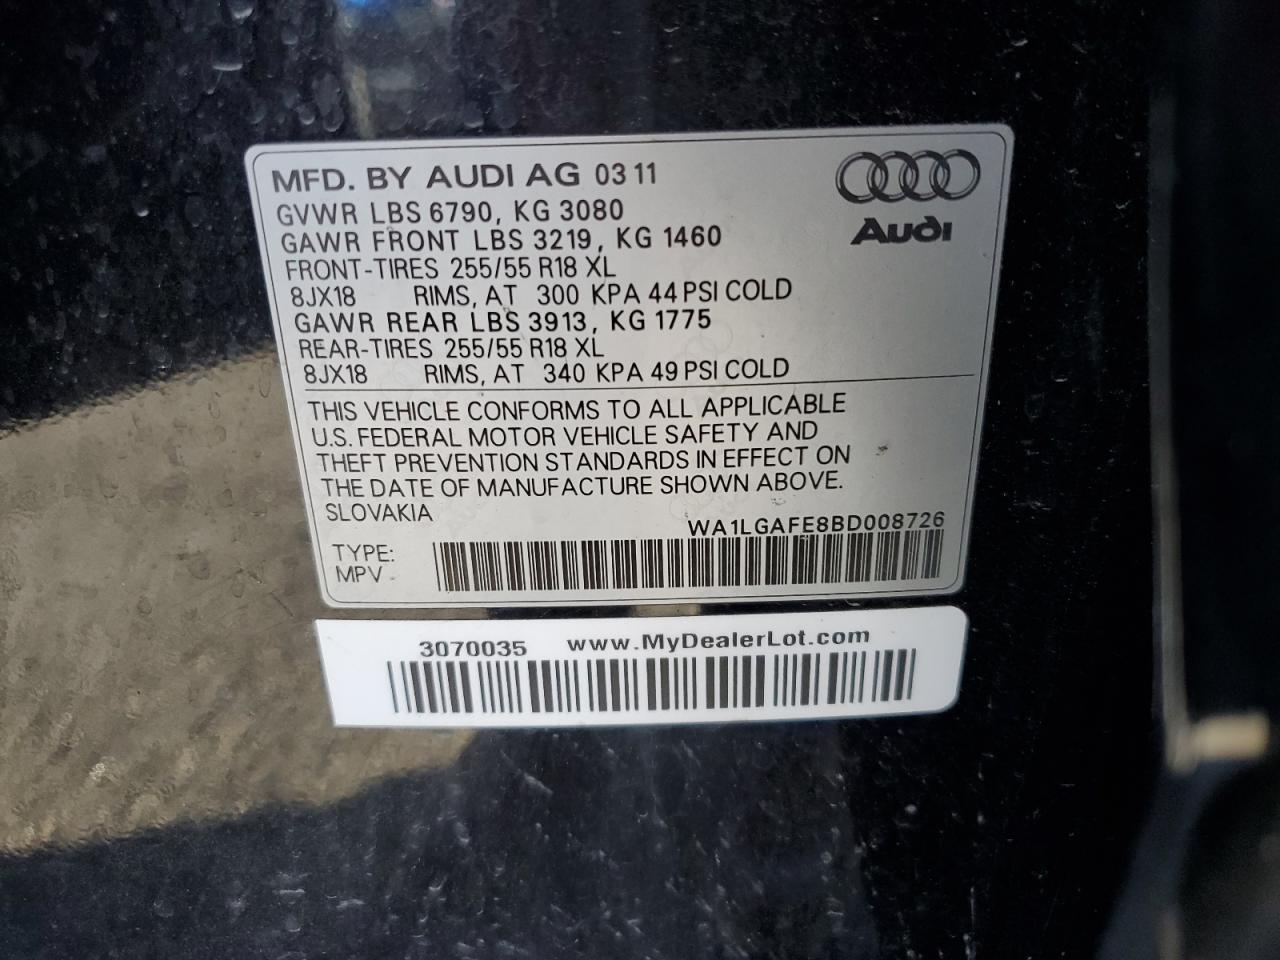 MFD. BY AUDI AG 03 11
Audi
GVWR LBS 6790, KG 3080
GAWR FRONT LBS 3219, KG 1460
FRONT-TIRES 255/55 R18 XL
8JX18 RIMS, AT 300 KPA 44 PSI COLD
GAWR REAR LBS 3913, KG 1775
REAR-TIRES 255/55 R18 XL
8JX18 RIMS, AT 340 KPA 49 PSI COLD
THIS VEHICLE CONFORMS TO ALL APPLICABLE
U.S. FEDERAL MOTOR VEHICLE SAFETY AND
THEFT PREVENTION STANDARDS IN EFFECT ON
THE DATE OF MANUFACTURE SHOWN ABOVE.
SLOVAKIA
WA1LGAFE8BD008726
TYPE:
MPV
3070035 www.MyDealerLot.com